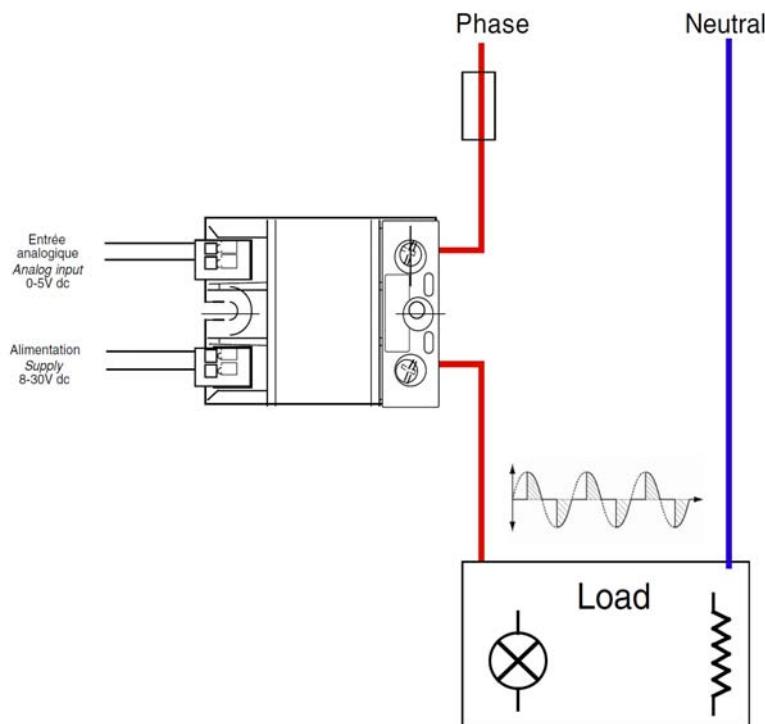 Phase
Neutral
Entrée
analogique
Analog input
0-5V dc
Alimentation
Supply
8-30V dc
Load